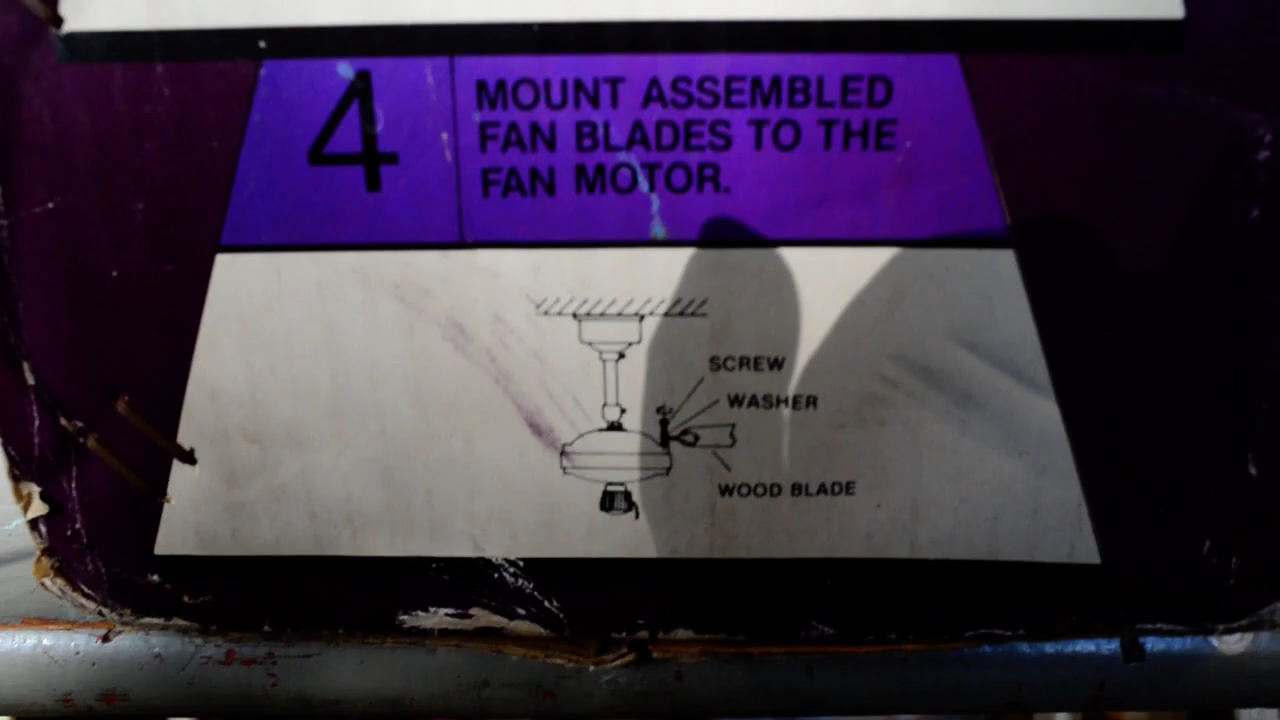 4
MOUNT ASSEMBLED
FAN BLADES TO THE
FAN MOTOR.
SCREW
WASHER
WOOD BLADE